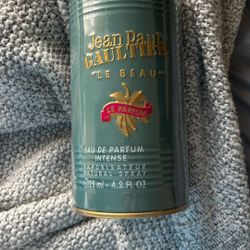 Jean Paul
GAULTIER
LE BEAU
LE PARFUM
EAU DE PARFUM
INTENSE
VAPORISATEUR
NATURAL SPRAY
125 ml - 4.2 FL.OZ